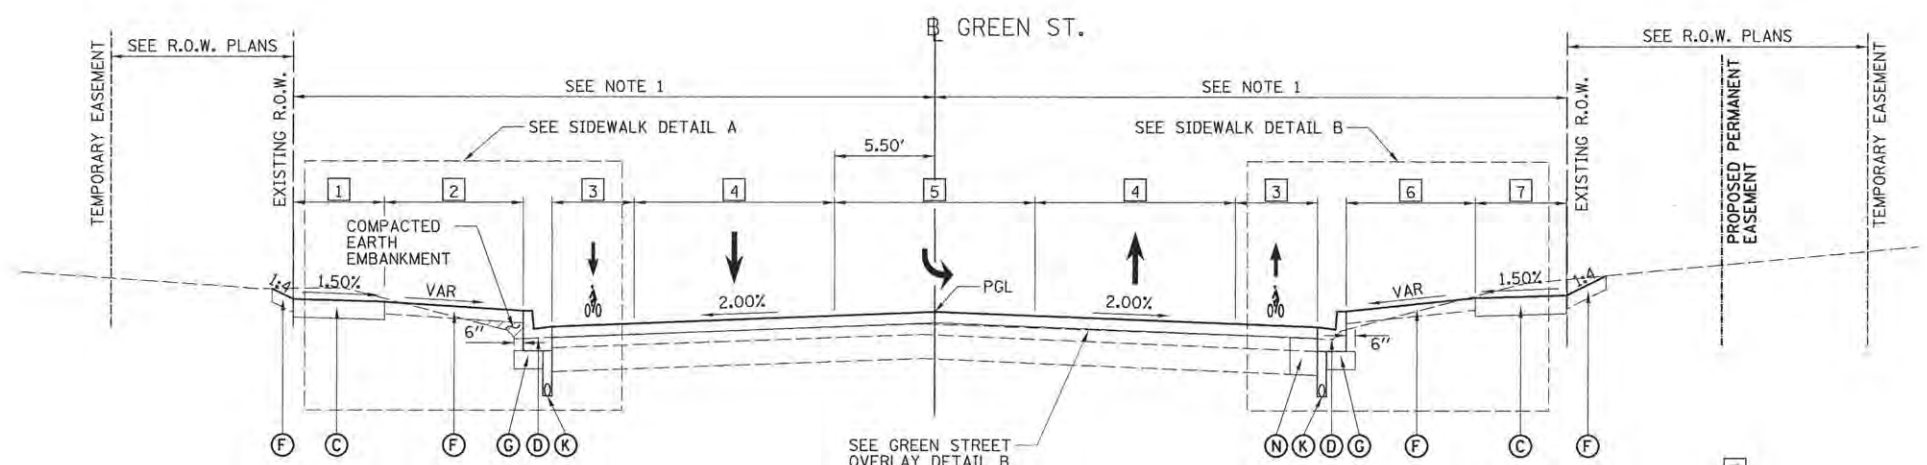 ℄ GREEN ST.
SEE R.O.W. PLANS
SEE R.O.W. PLANS
TEMPORARY EASEMENT
EXISTING R.O.W.
SEE NOTE 1
SEE NOTE 1
EXISTING R.O.W.
PROPOSED PERMANENT
EASEMENT
TEMPORARY EASEMENT
SEE SIDEWALK DETAIL A
SEE SIDEWALK DETAIL B
5.50'
1
2
3
4
5
4
3
6
7
COMPACTED
EARTH
EMBANKMENT
1:4
1.50%
VAR
2.00%
PGL
2.00%
VAR
1.50%
1:4
6"
6"
F
C
F
G
D
K
SEE GREEN STREET
OVERLAY DETAIL B
N
K
D
G
F
C
F